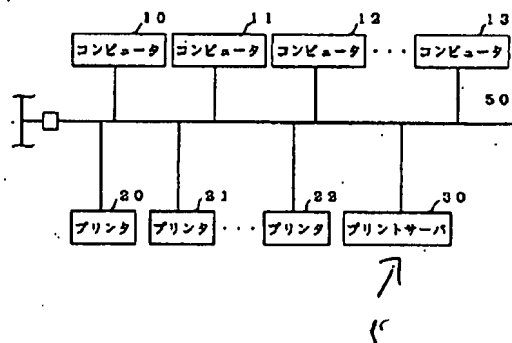 10 11 12 13
コンピュータ コンピュータ コンピュータ ・・・ コンピュータ
50
20 21 22 30
プリンタ プリンタ ・・・ プリンタ プリントサーバ